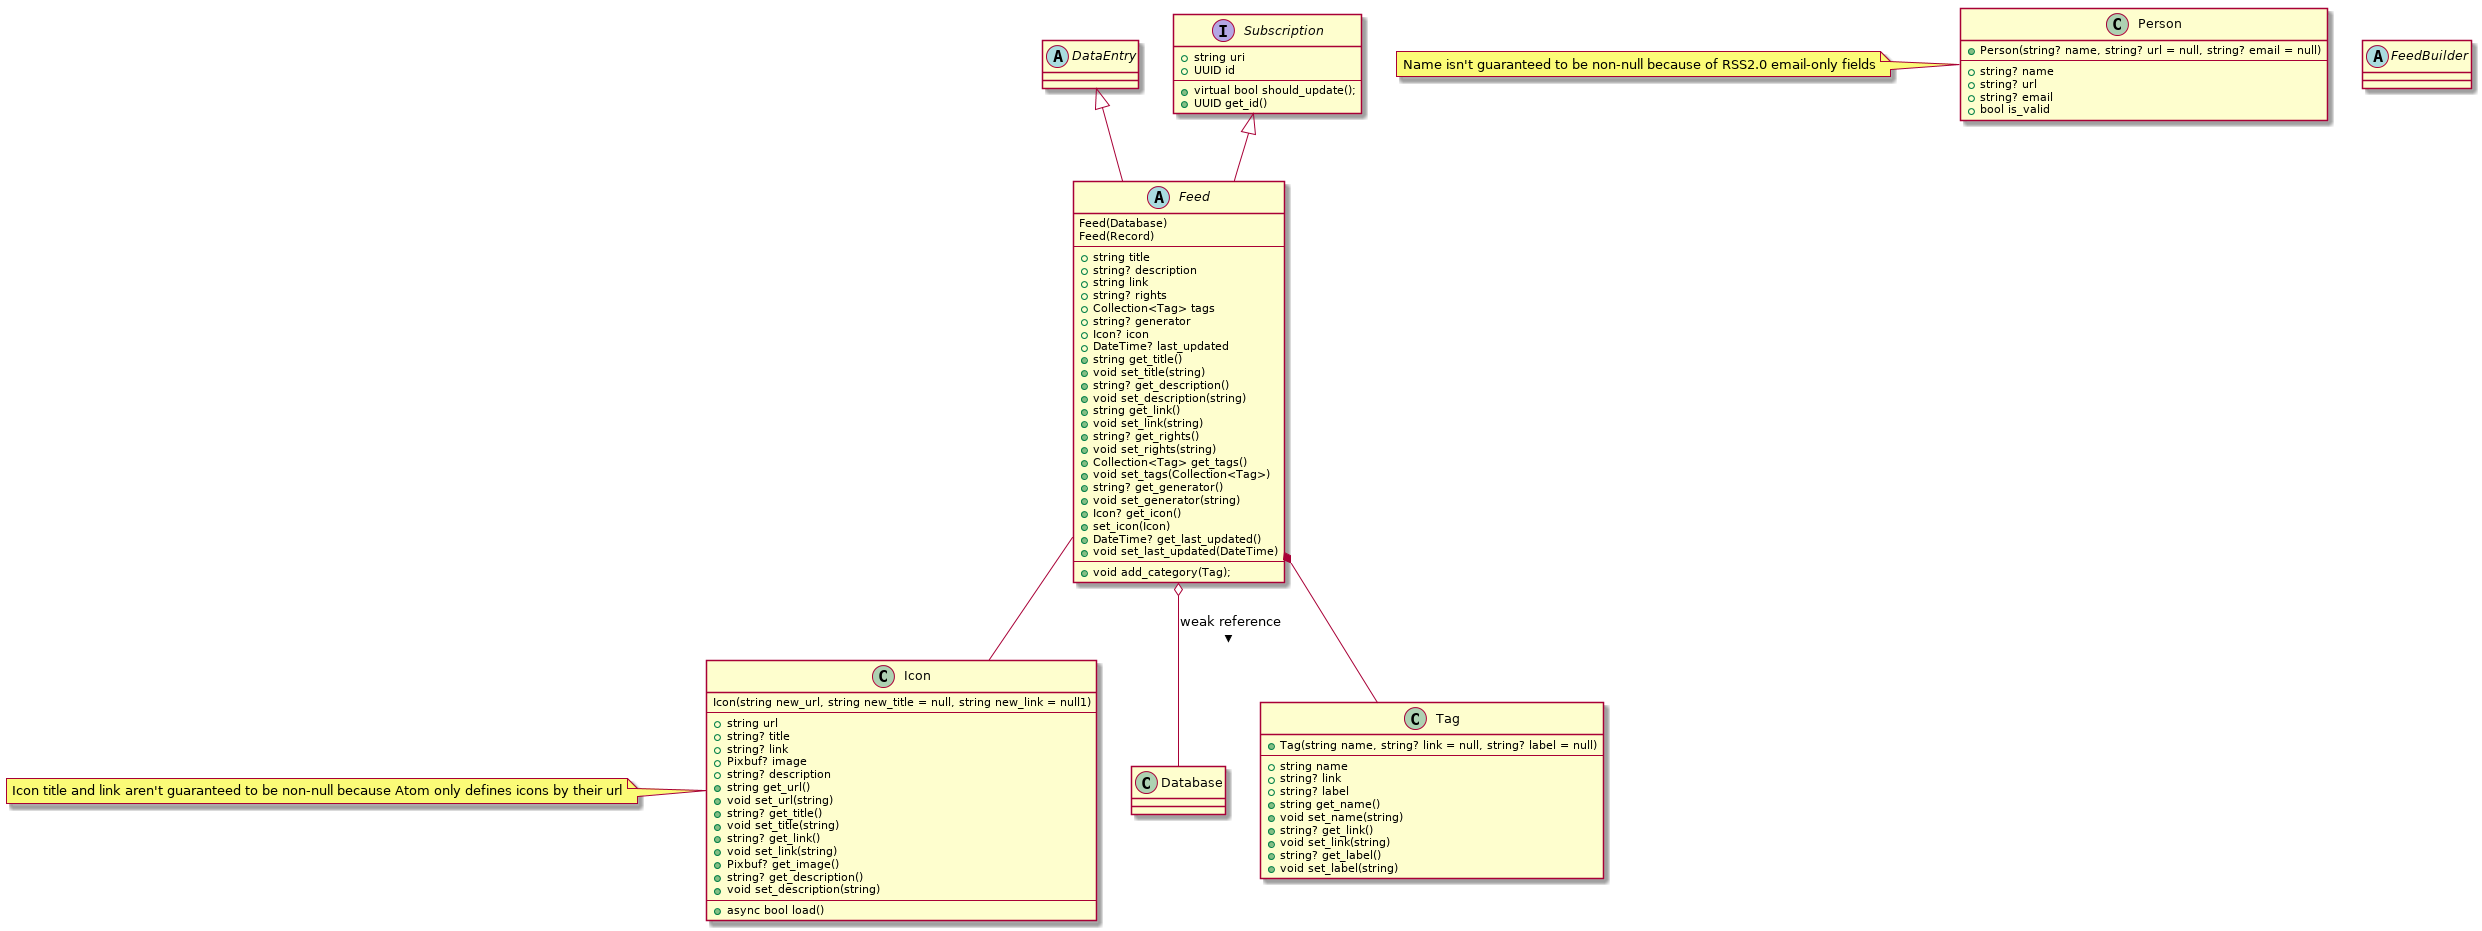 A DataEntry
I Subscription
string uri
UUID id
virtual bool should_update();
UUID get_id()
Name isn't guaranteed to be non-null because of RSS2.0 email-only fields
C Person
Person(string? name, string? url = null, string? email = null)
string? name
string? url
string? email
bool is_valid
A FeedBuilder
A Feed
Feed(Database)
Feed(Record)
string title
string? description
string link
string? rights
Collection<Tag> tags
string? generator
Icon? icon
DateTime? last_updated
string get_title()
void set_title(string)
string? get_description()
void set_description(string)
string get_link()
void set_link(string)
string? get_rights()
void set_rights(string)
Collection<Tag> get_tags()
void set_tags(Collection<Tag>)
string? get_generator()
void set_generator(string)
Icon? get_icon()
set_icon(Icon)
DateTime? get_last_updated()
void set_last_updated(DateTime)
void add_category(Tag);
weak reference
Icon title and link aren't guaranteed to be non-null because Atom only defines icons by their url
C Icon
Icon(string new_url, string new_title = null, string new_link = null1)
string url
string? title
string? link
Pixbuf? image
string? description
string get_url()
void set_url(string)
string? get_title()
void set_title(string)
string? get_link()
void set_link(string)
Pixbuf? get_image()
string? get_description()
void set_description(string)
async bool load()
C Database
C Tag
Tag(string name, string? link = null, string? label = null)
string name
string? link
string? label
string get_name()
void set_name(string)
string? get_link()
void set_link(string)
string? get_label()
void set_label(string)